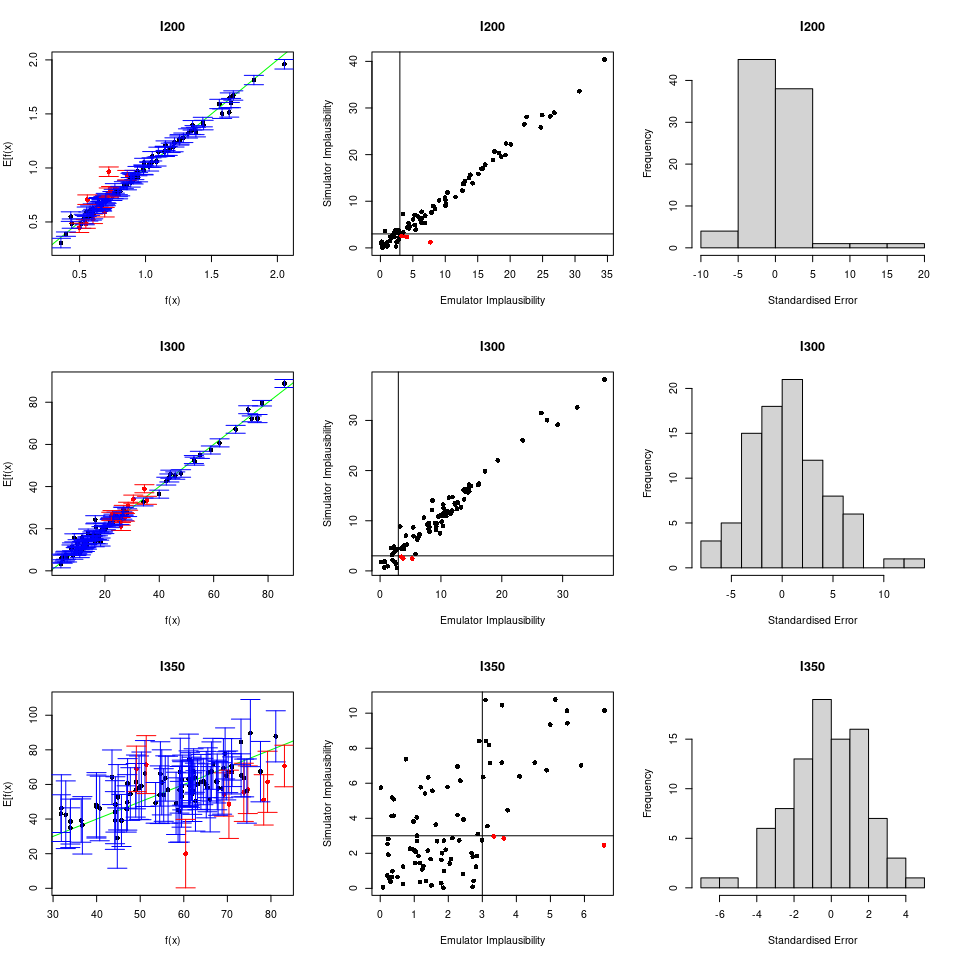 I200
E[f(x)
2.0
1.5
1.0
0.5
0.5 1.0 1.5 2.0
f(x)
I200
Simulator Implausibility
40
30
20
10
0
0 5 10 15 20 25 30 35
Emulator Implausibility
I200
Frequency
40
30
20
10
0
-10 -5 0 5 10 15 20
Standardised Error
I300
E[f(x)
80
60
40
20
0
20 40 60 80
f(x)
I300
Simulator Implausibility
30
20
10
0
0 10 20 30
Emulator Implausibility
I300
Frequency
20
15
10
5
0
-5 0 5 10
Standardised Error
I350
E[f(x)
100
80
60
40
20
0
30 40 50 60 70 80
f(x)
I350
Simulator Implausibility
10
8
6
4
2
0
0 1 2 3 4 5 6
Emulator Implausibility
I350
Frequency
15
10
5
0
-6 -4 -2 0 2 4
Standardised Error